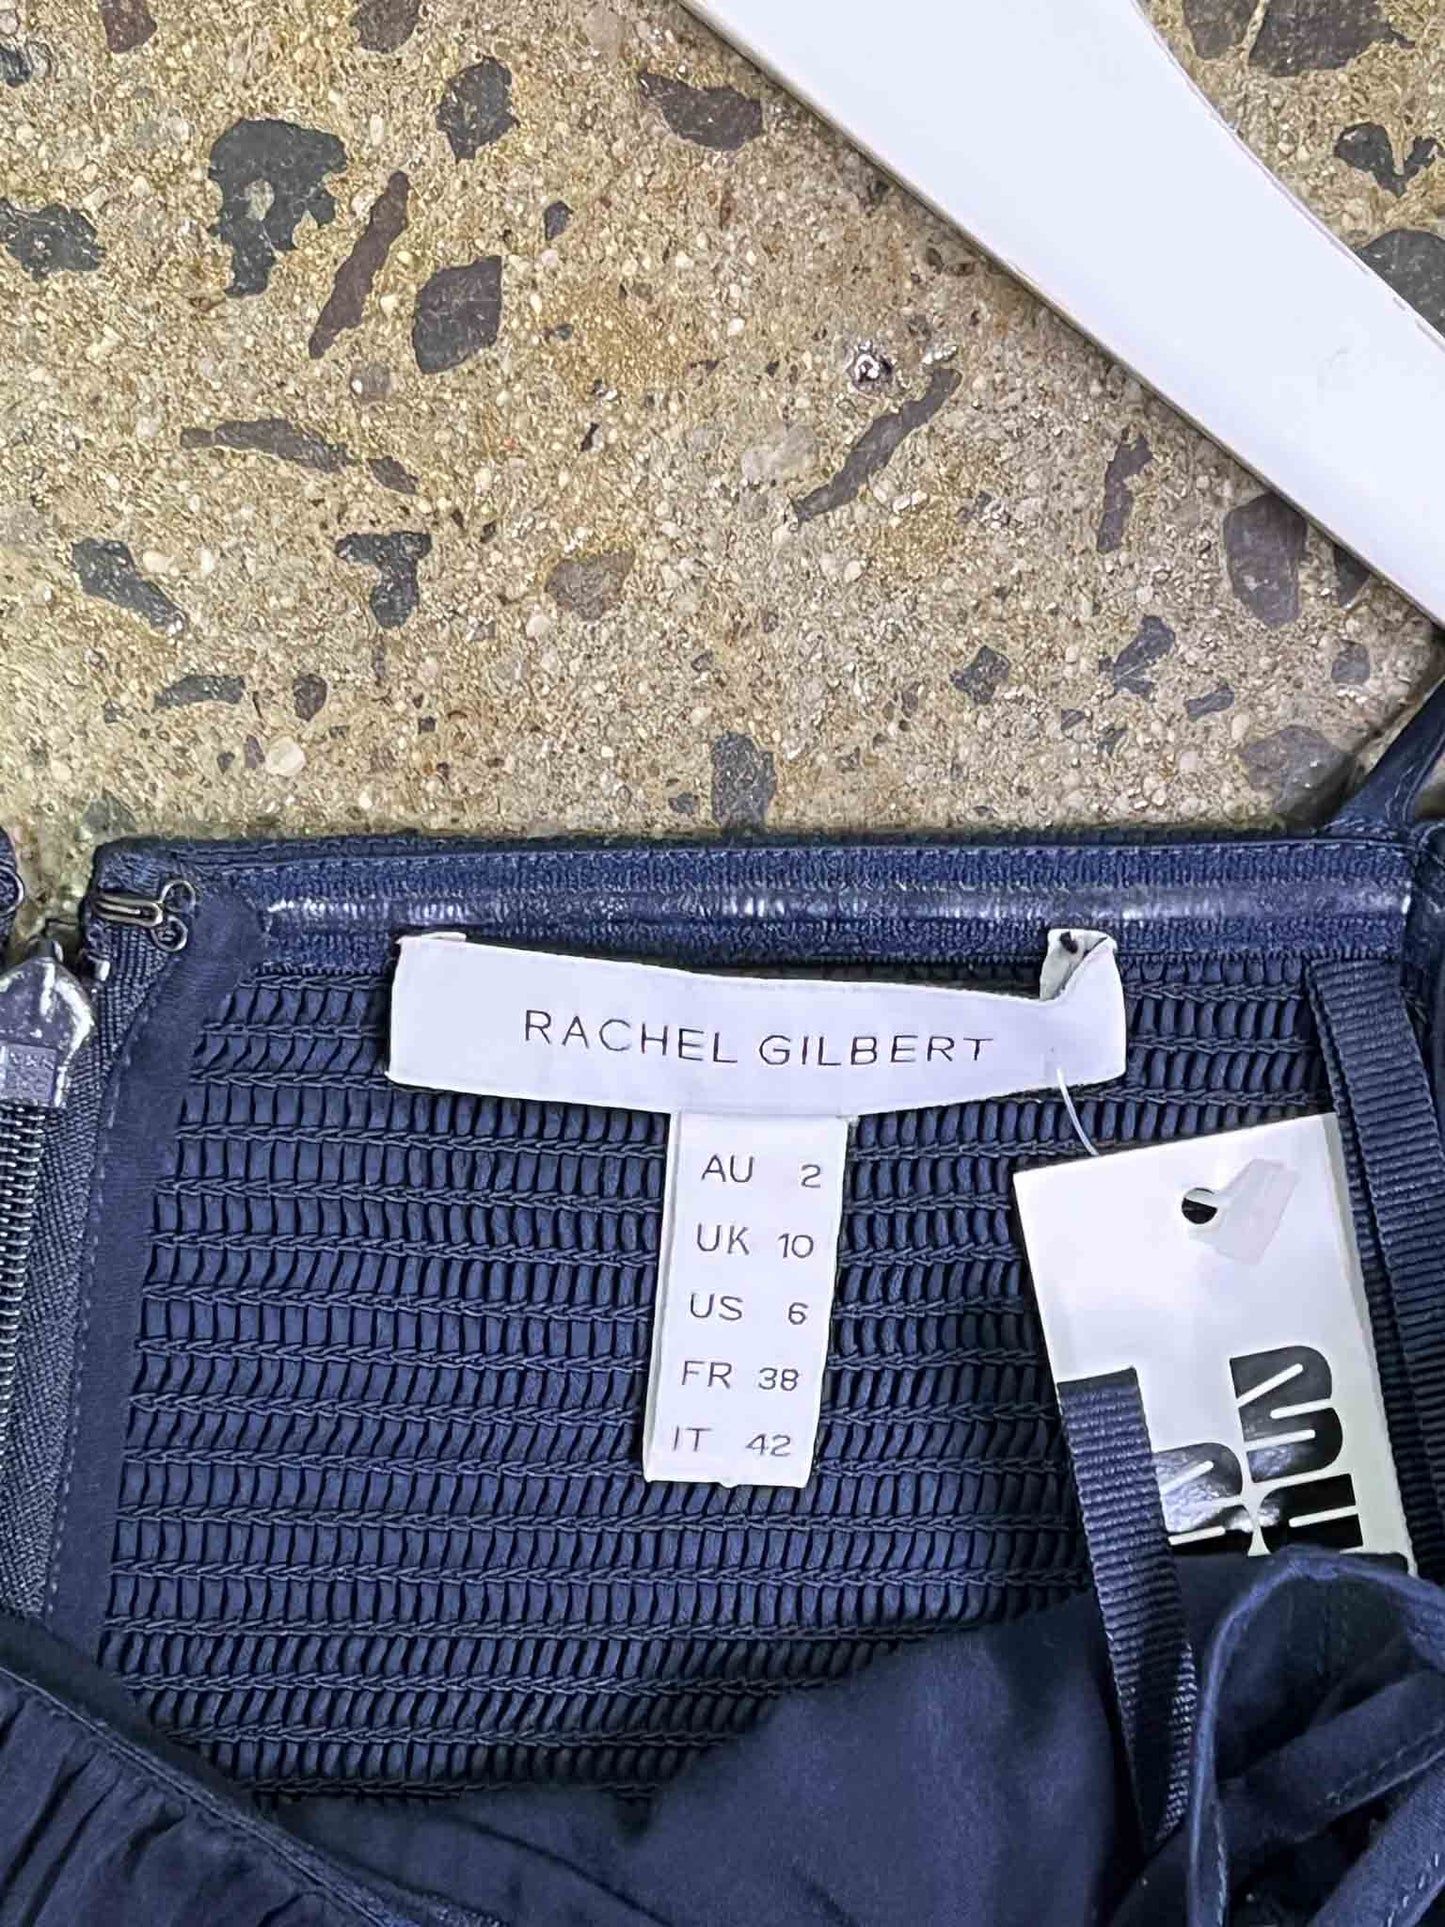 RACHEL GILBERT
AU 2
UK 10
US 6
FR 38
IT 42